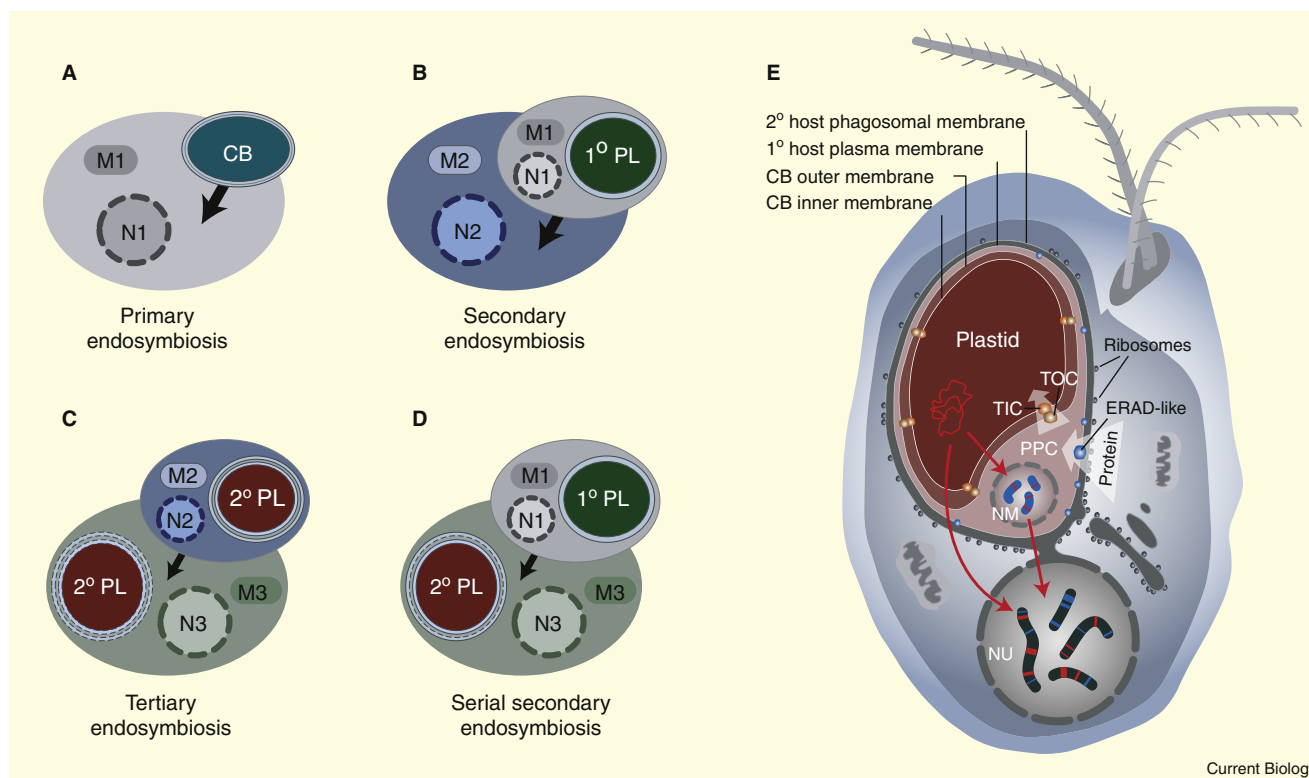 A
M1
CB
N1
Primary
endosymbiosis
B
M2
M1
1º PL
N1
N2
Secondary
endosymbiosis
C
M2
N2
2º PL
2º PL
M3
N3
Tertiary
endosymbiosis
D
M1
N1
1º PL
2º PL
M3
N3
Serial secondary
endosymbiosis
E
2º host phagosomal membrane
1º host plasma membrane
CB outer membrane
CB inner membrane
Plastid
Ribosomes
TOC
TIC
ERAD-like
PPC
Protein
NM
NU
Current Biolog